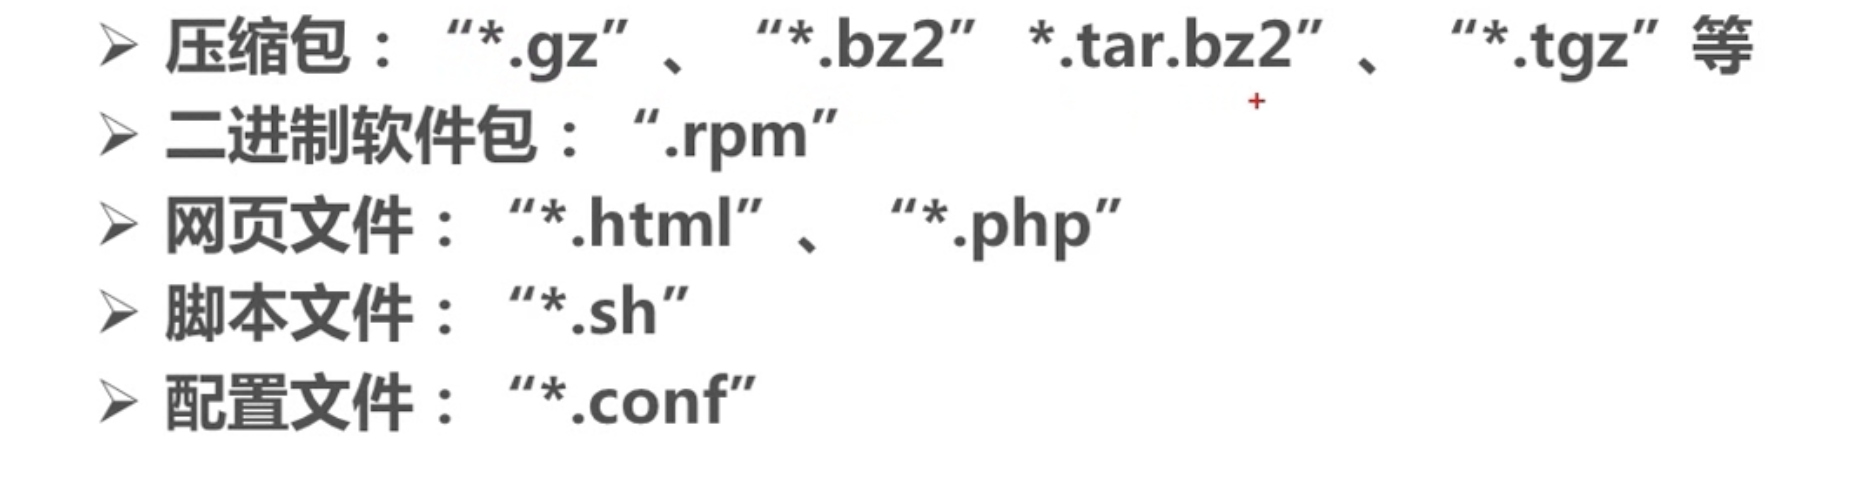 ➢ 压缩包： “*.gz” 、 “*.bz2” *.tar.bz2” 、 “*.tgz” 等
➢ 二进制软件包： “.rpm”
➢ 网页文件： “*.html” 、 “*.php”
➢ 脚本文件： “*.sh”
➢ 配置文件： “*.conf”